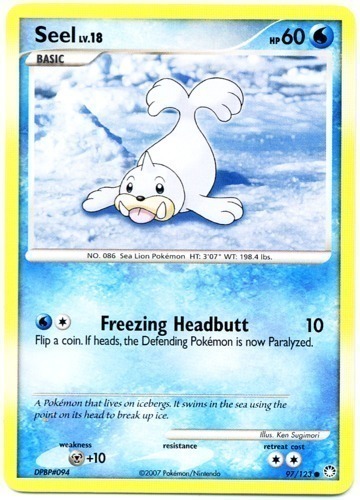 Seel LV.18
HP 60
BASIC
NO. 086 Sea Lion Pokémon HT: 3'07" WT: 198.4 lbs.
Freezing Headbutt 10
Flip a coin. If heads, the Defending Pokémon is now Paralyzed.
A Pokémon that lives on icebergs. It swims in the sea using the
point on its head to break up ice.
Illus. Ken Sugimori
weakness resistance retreat cost
+10
DPBP#094 ©2007 Pokémon/Nintendo 97/123